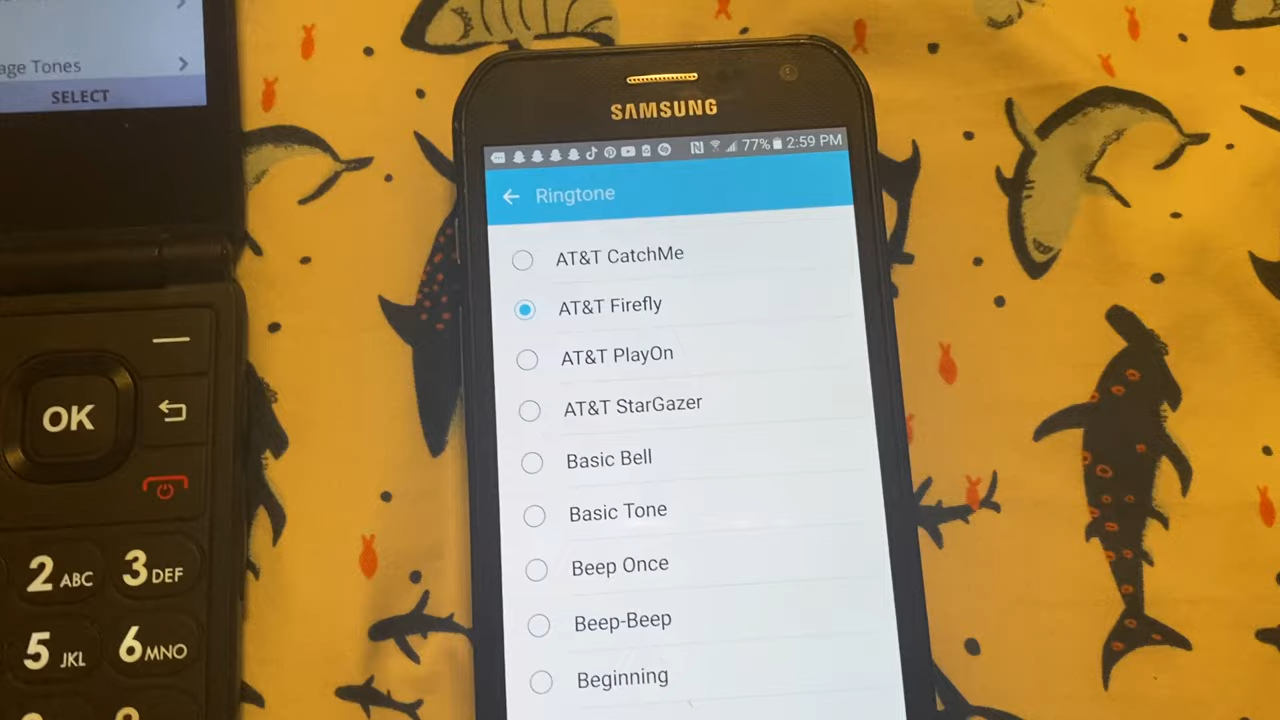 age Tones
SELECT
OK
2 ABC
3 DEF
5 JKL
6 MNO
SAMSUNG
77% 2:59 PM
Ringtone
AT&T CatchMe
AT&T Firefly
AT&T PlayOn
AT&T StarGazer
Basic Bell
Basic Tone
Beep Once
Beep-Beep
Beginning